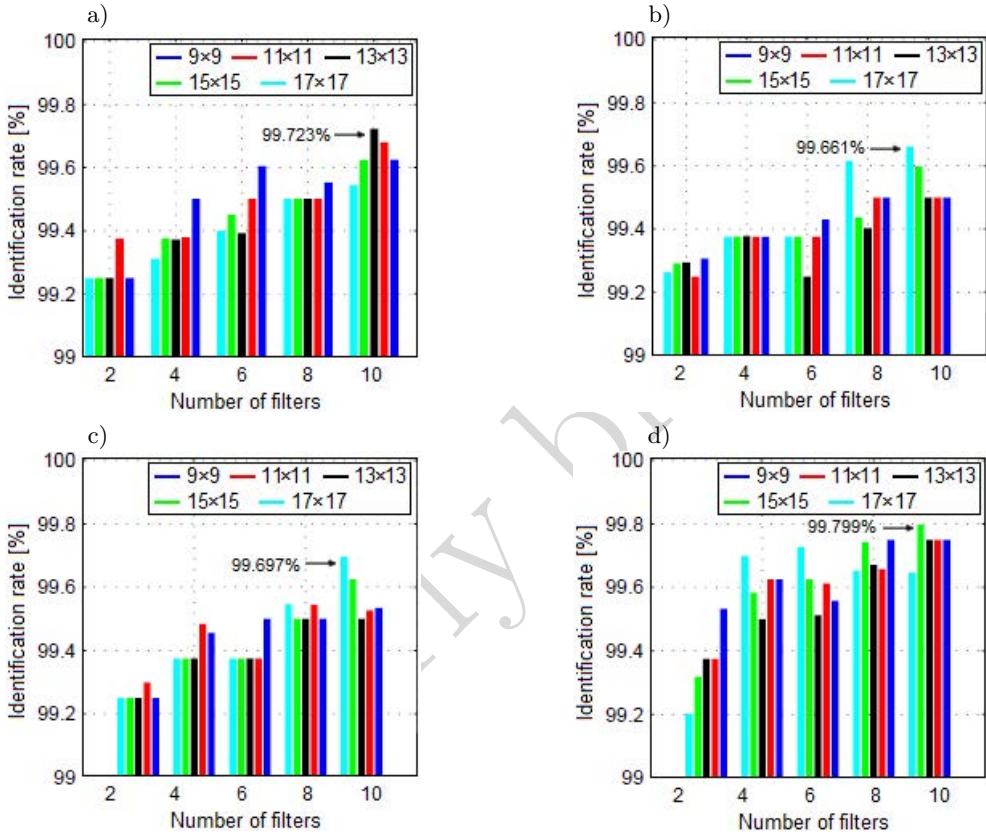 a)
100
99.8
99.6
99.4
99.2
99
Identification rate [%]
9×9 11×11 13×13
15×15 17×17
99.723%
2 4 6 8 10
Number of filters
b)
100
99.8
99.6
99.4
99.2
99
Identification rate [%]
9×9 11×11 13×13
15×15 17×17
99.661%
2 4 6 8 10
Number of filters
c)
100
99.8
99.6
99.4
99.2
99
Identification rate [%]
9×9 11×11 13×13
15×15 17×17
99.697%
2 4 6 8 10
Number of filters
d)
100
99.8
99.6
99.4
99.2
99
Identification rate [%]
9×9 11×11 13×13
15×15 17×17
99.799%
2 4 6 8 10
Number of filters